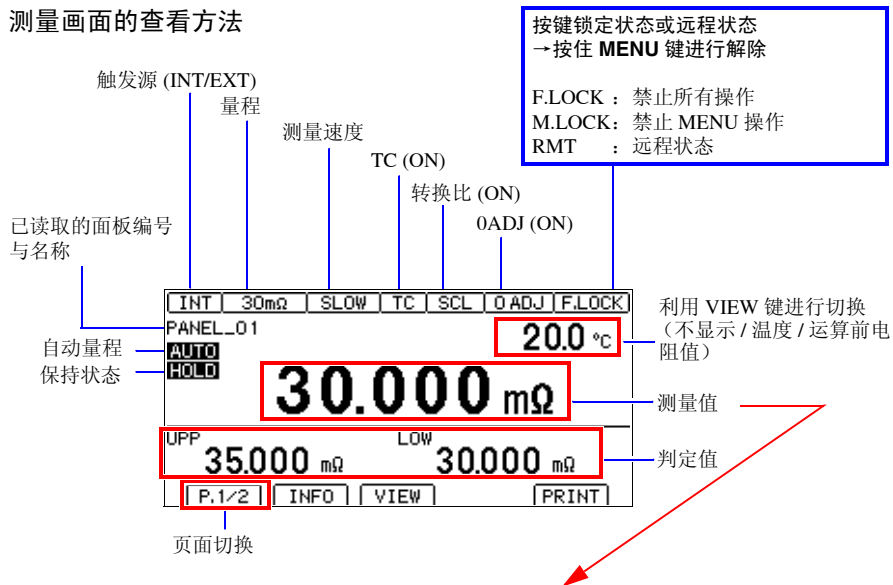 测量画面的查看方法
按键锁定状态或远程状态
→按住 MENU 键进行解除
F.LOCK ：禁止所有操作
M.LOCK：禁止 MENU 操作
RMT ：远程状态
触发源 (INT/EXT)
量程
测量速度
TC (ON)
转换比 (ON)
0ADJ (ON)
已读取的面板编号
与名称
INT 30mΩ SLOW TC SCL 0 ADJ F.LOCK
PANEL_01
20.0 °C
利用 VIEW 键进行切换
（不显示 / 温度 / 运算前电
阻值）
自动量程
AUTO
保持状态
HOLD
30.000 mΩ
测量值
UPP
LOW
35.000 mΩ
30.000 mΩ
判定值
P.1/2 INFO VIEW PRINT
页面切换